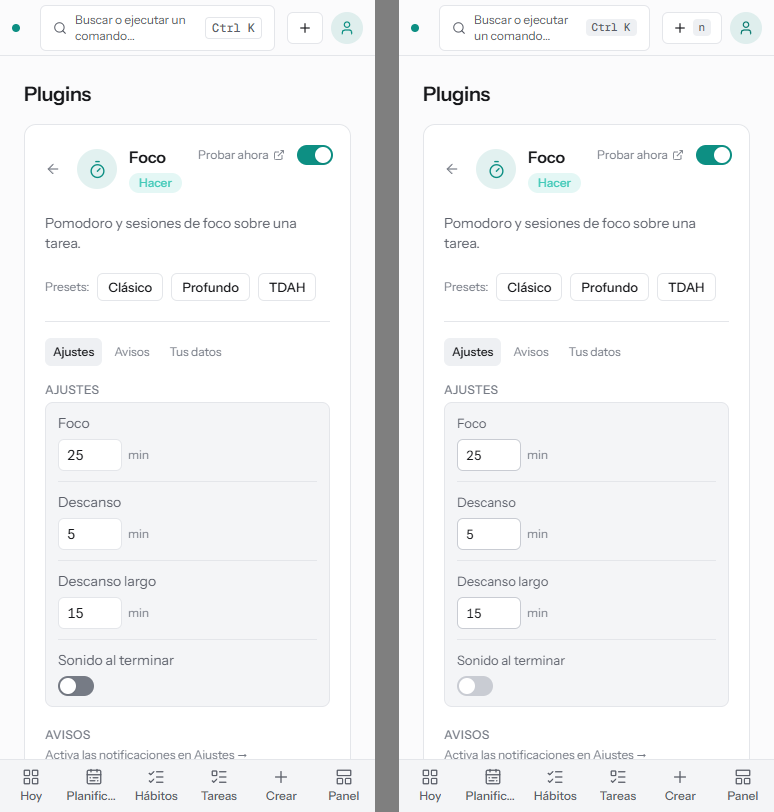 Buscar o ejecutar un
comando...
Ctrl K
+
Plugins
Foco
Probar ahora
Hacer
Pomodoro y sesiones de foco sobre una
tarea.
Presets:
Clásico
Profundo
TDAH
Ajustes
Avisos
Tus datos
AJUSTES
Foco
25 min
Descanso
5 min
Descanso largo
15 min
Sonido al terminar
AVISOS
Activa las notificaciones en Ajustes →
Hoy
Planific...
Hábitos
Tareas
Crear
Panel
Buscar o ejecutar
un comando...
Ctrl K
+ n
Plugins
Foco
Probar ahora
Hacer
Pomodoro y sesiones de foco sobre una
tarea.
Presets:
Clásico
Profundo
TDAH
Ajustes
Avisos
Tus datos
AJUSTES
Foco
25 min
Descanso
5 min
Descanso largo
15 min
Sonido al terminar
AVISOS
Activa las notificaciones en Ajustes →
Hoy
Planific...
Hábitos
Tareas
Crear
Panel